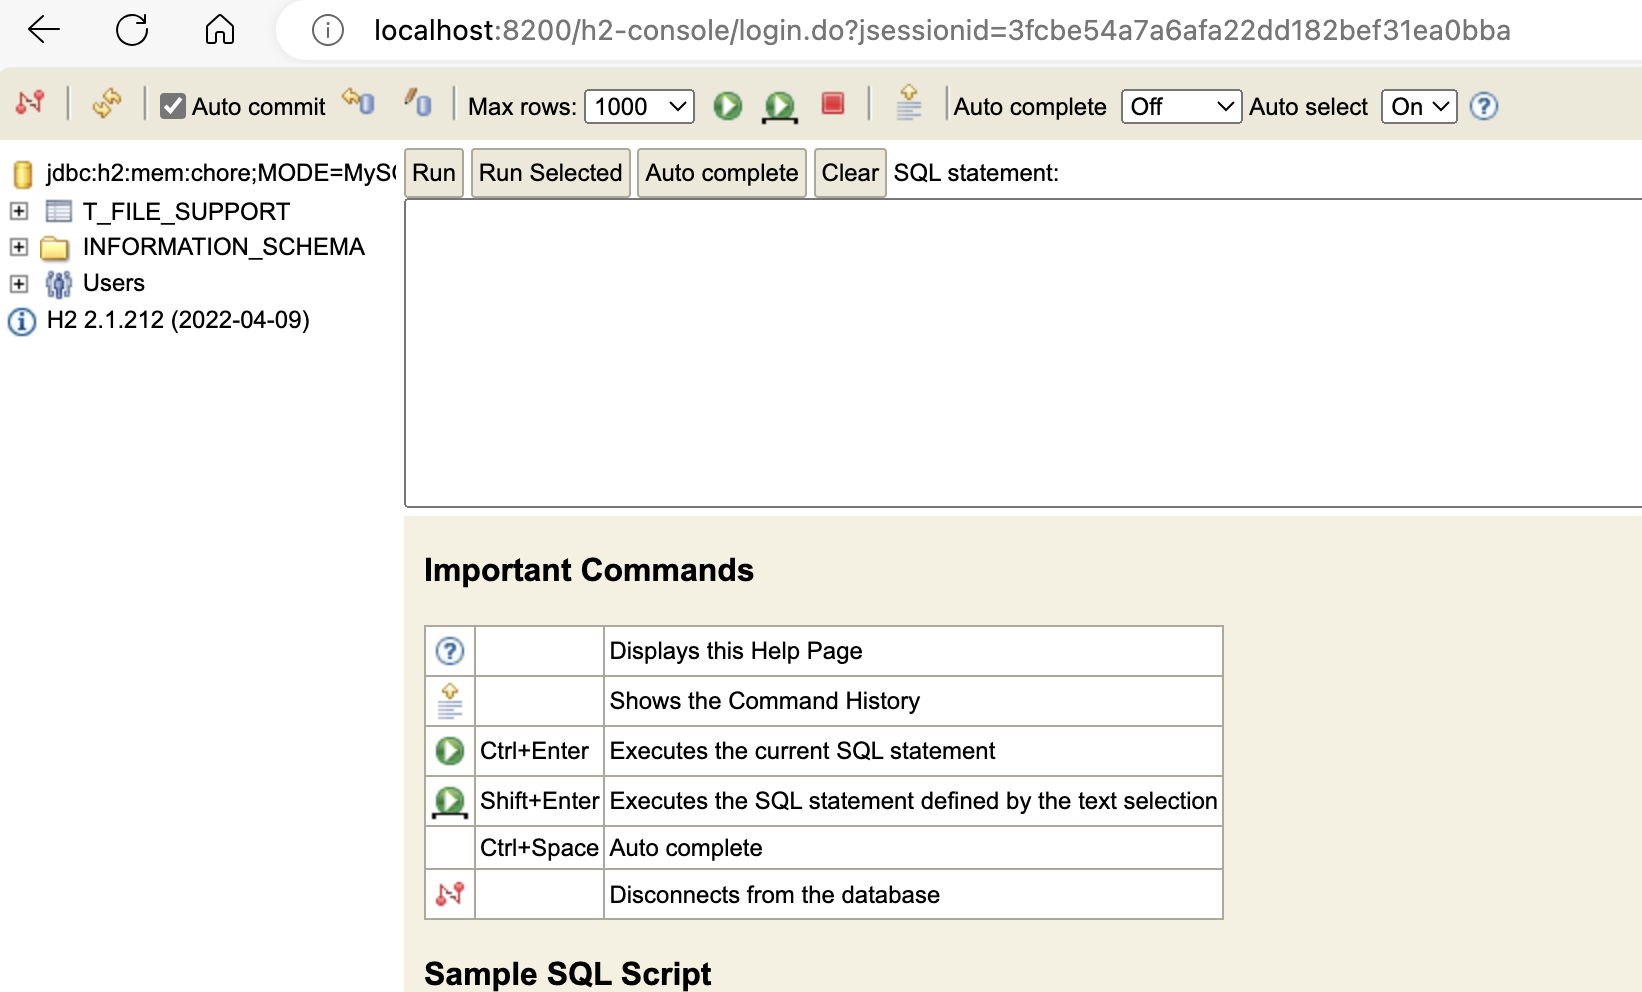 localhost:8200/h2-console/login.do?jsessionid=3fcbe54a7a6afa22dd182bef31ea0bba
Auto commit Max rows: 1000 Auto complete Off Auto select On
jdbc:h2:mem:chore;MODE=MyS
T_FILE_SUPPORT
INFORMATION_SCHEMA
Users
H2 2.1.212 (2022-04-09)
Run Run Selected Auto complete Clear SQL statement:
Important Commands
Displays this Help Page
Shows the Command History
Ctrl+Enter Executes the current SQL statement
Shift+Enter Executes the SQL statement defined by the text selection
Ctrl+Space Auto complete
Disconnects from the database
Sample SQL Script